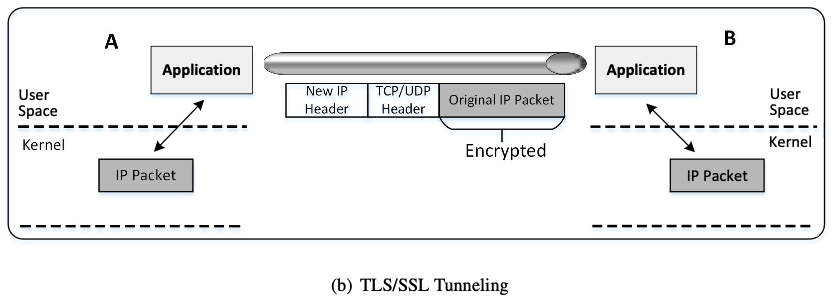 A
Application
User
Space
Kernel
IP Packet
New IP
Header
TCP/UDP
Header
Original IP Packet
Encrypted
B
Application
User
Space
Kernel
IP Packet
(b) TLS/SSL Tunneling